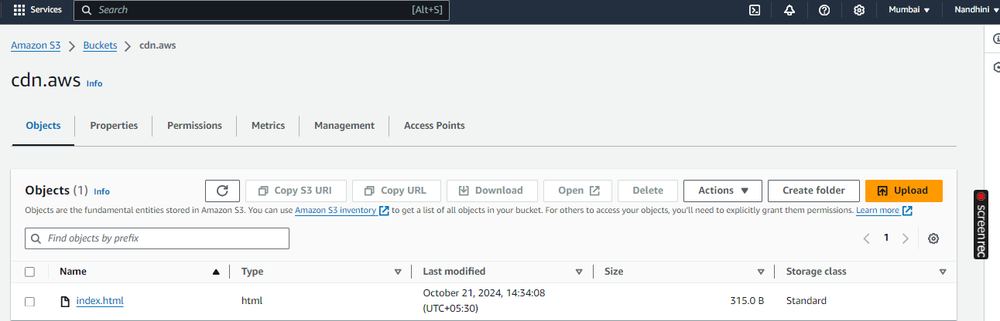 Services Search [Alt+S] Mumbai Nandhini
Amazon S3 Buckets cdn.aws
cdn.aws Info
Objects Properties Permissions Metrics Management Access Points
Objects (1) Info Copy S3 URI Copy URL Download Open Delete Actions Create folder Upload
Objects are the fundamental entities stored in Amazon S3. You can use Amazon S3 inventory to get a list of all objects in your bucket. For others to access your objects, you'll need to explicitly grant them permissions. Learn more
Find objects by prefix 1
Name Type Last modified Size Storage class
index.html html October 21, 2024, 14:34:08 315.0 B Standard
(UTC+05:30)
screenrec